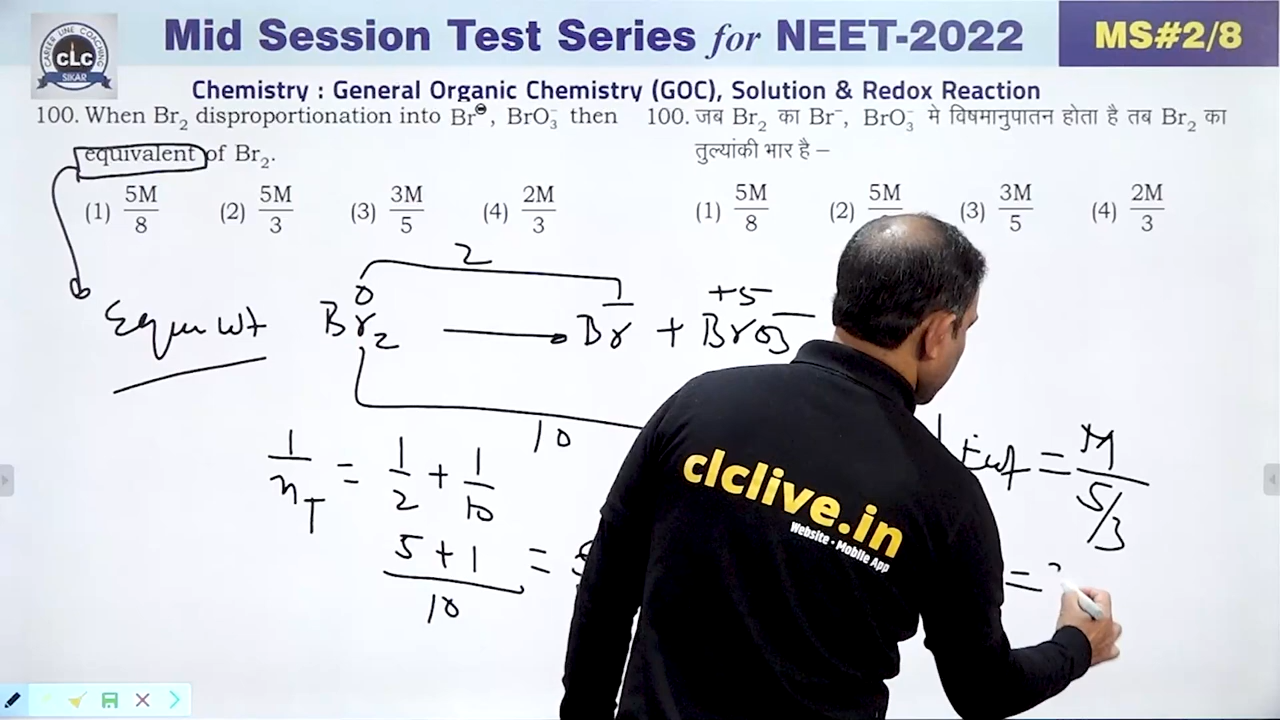 CAREER LINE COACHING
CLC
SIKAR
Mid Session Test Series for NEET-2022
MS#2/8
Chemistry : General Organic Chemistry (GOC), Solution & Redox Reaction
100. When Br₂ disproportionation into Br⊖, BrO₃⁻ then
equivalent of Br₂.
(1) 5M/8 (2) 5M/3 (3) 3M/5 (4) 2M/3
100. जब Br₂ का Br⁻, BrO₃⁻ मे विषमानुपातन होता है तब Br₂ का
तुल्यांकी भार है –
(1) 5M/8 (2) 5M (3) 3M/5 (4) 2M/3
2
0 +5
Equi wt Br₂ → Br⁻ + BrO₃⁻
10
1/n_T = 1/2 + 1/10
5+1/10 =
= M/5/3
=
clclive.in
Website • Mobile App